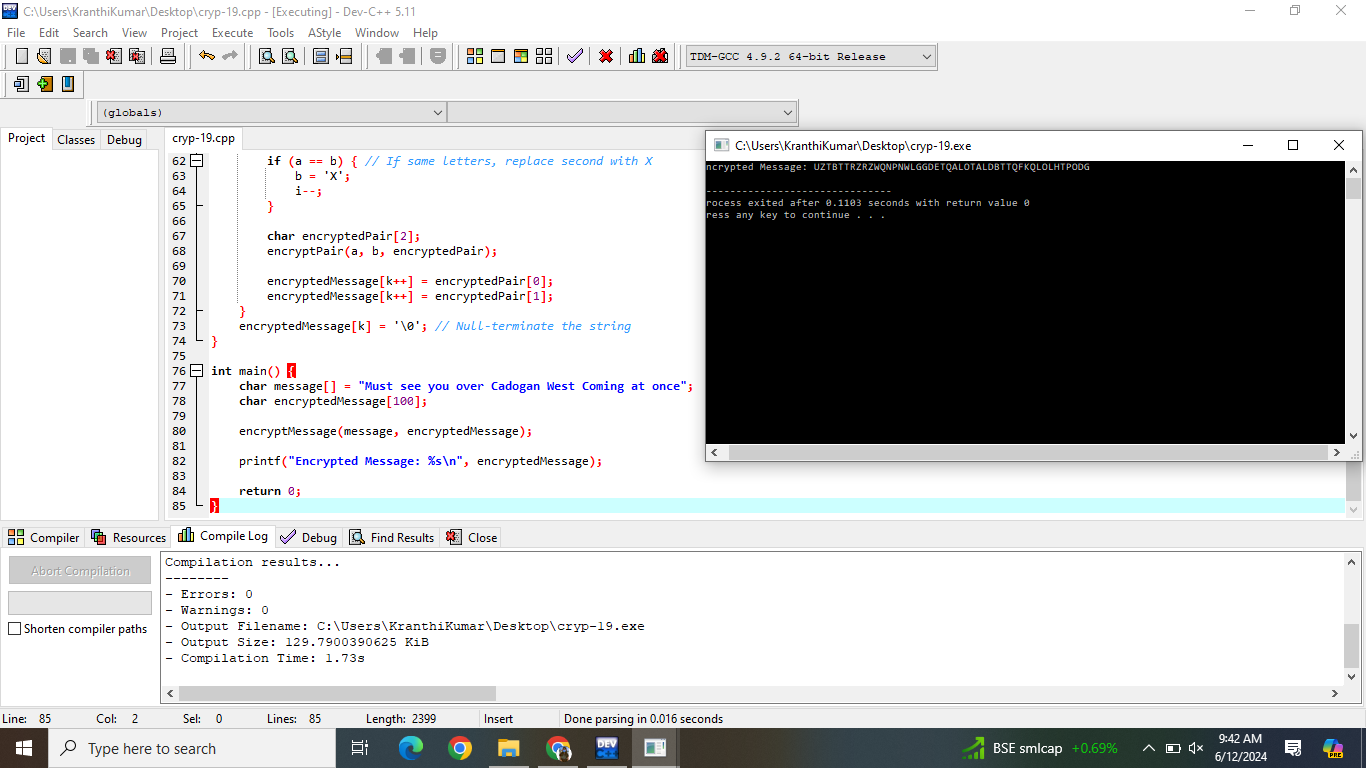 C:\Users\KranthiKumar\Desktop\cryp-19.cpp - [Executing] - Dev-C++ 5.11
File Edit Search View Project Execute Tools AStyle Window Help
TDM-GCC 4.9.2 64-bit Release
(globals)
Project Classes Debug
cryp-19.cpp
62 if (a == b) { // If same letters, replace second with X
63 b = 'X';
64 i--;
65 }
66
67 char encryptedPair[2];
68 encryptPair(a, b, encryptedPair);
69
70 encryptedMessage[k++] = encryptedPair[0];
71 encryptedMessage[k++] = encryptedPair[1];
72 }
73 encryptedMessage[k] = '\0'; // Null-terminate the string
74 }
75
76 int main() {
77 char message[] = "Must see you over Cadogan West Coming at once";
78 char encryptedMessage[100];
79
80 encryptMessage(message, encryptedMessage);
81
82 printf("Encrypted Message: %s\n", encryptedMessage);
83
84 return 0;
85 }
C:\Users\KranthiKumar\Desktop\cryp-19.exe
ncrypted Message: UZTBTTRZRZWQNPNWLGGDETQALOTALDBTTQFKQLOLHTPODG
-------------------------------
rocess exited after 0.1103 seconds with return value 0
ress any key to continue . . .
Compiler Resources Compile Log Debug Find Results Close
Abort Compilation
Shorten compiler paths
Compilation results...
--------
- Errors: 0
- Warnings: 0
- Output Filename: C:\Users\KranthiKumar\Desktop\cryp-19.exe
- Output Size: 129.7900390625 KiB
- Compilation Time: 1.73s
Line: 85 Col: 2 Sel: 0 Lines: 85 Length: 2399 Insert Done parsing in 0.016 seconds
Type here to search
DEV
BSE smlcap +0.69%
9:42 AM
6/12/2024
PRE